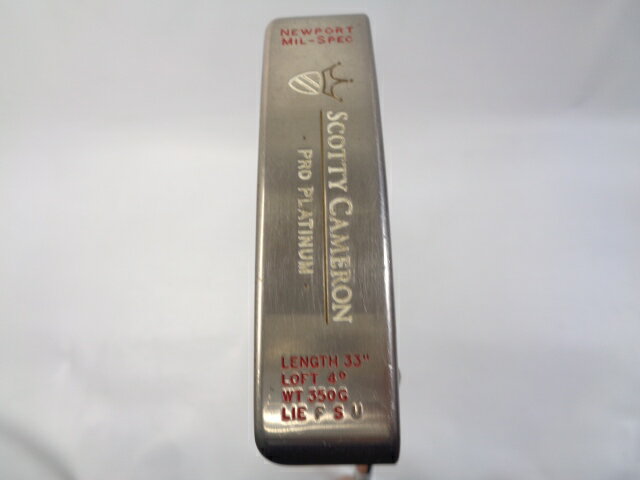 NEWPORT
MIL-SPEC
SCOTTY CAMERON
· PRO PLATINUM ·
LENGTH 33"
LOFT 4°
WT 350G
LIE F S U